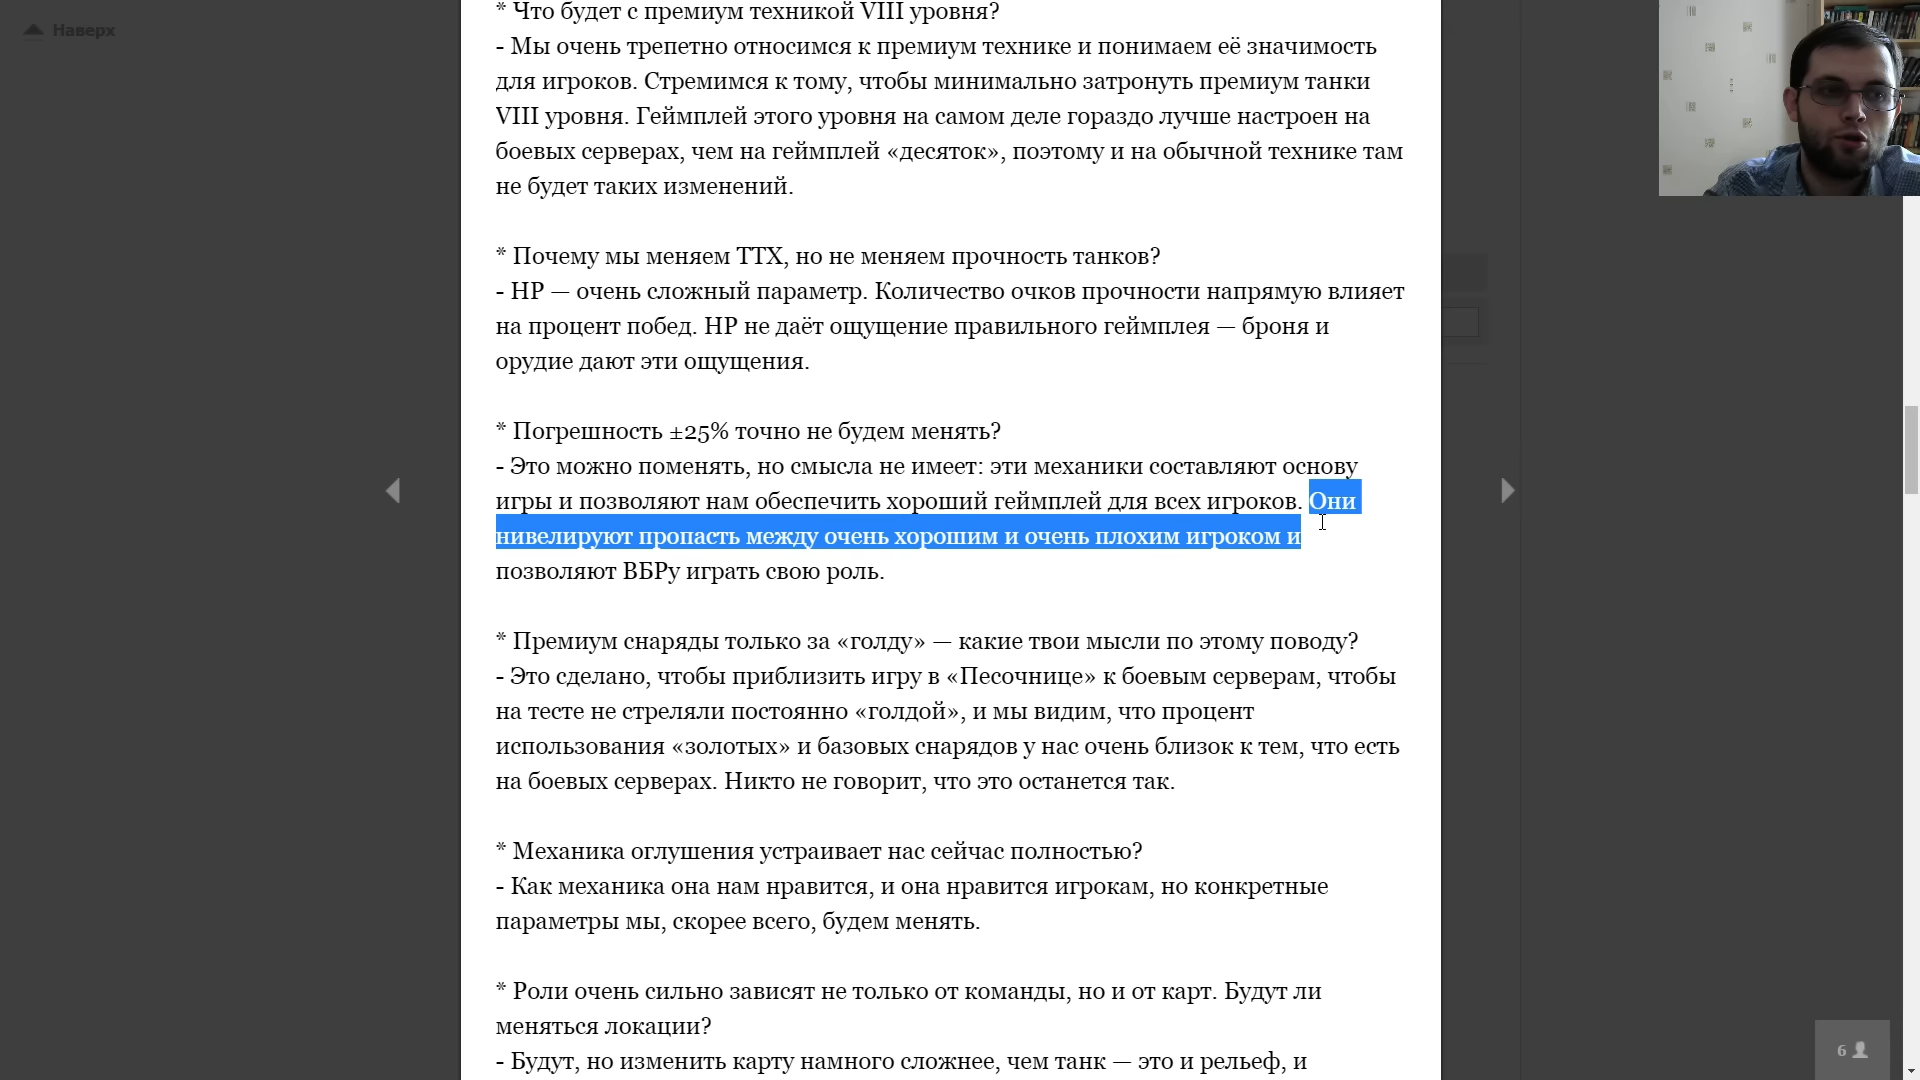 Наверх
* Что будет с премиум техникой VIII уровня?
- Мы очень трепетно относимся к премиум технике и понимаем её значимость
для игроков. Стремимся к тому, чтобы минимально затронуть премиум танки
VIII уровня. Геймплей этого уровня на самом деле гораздо лучше настроен на
боевых серверах, чем на геймплей «десяток», поэтому и на обычной технике там
не будет таких изменений.
* Почему мы меняем ТТХ, но не меняем прочность танков?
- HP — очень сложный параметр. Количество очков прочности напрямую влияет
на процент побед. HP не даёт ощущение правильного геймплея — броня и
орудие дают эти ощущения.
* Погрешность ±25% точно не будем менять?
- Это можно поменять, но смысла не имеет: эти механики составляют основу
игры и позволяют нам обеспечить хороший геймплей для всех игроков. Они
нивелируют пропасть между очень хорошим и очень плохим игроком и
позволяют ВБРу играть свою роль.
* Премиум снаряды только за «голду» — какие твои мысли по этому поводу?
- Это сделано, чтобы приблизить игру в «Песочнице» к боевым серверам, чтобы
на тесте не стреляли постоянно «голдой», и мы видим, что процент
использования «золотых» и базовых снарядов у нас очень близок к тем, что есть
на боевых серверах. Никто не говорит, что это останется так.
* Механика оглушения устраивает нас сейчас полностью?
- Как механика она нам нравится, и она нравится игрокам, но конкретные
параметры мы, скорее всего, будем менять.
* Роли очень сильно зависят не только от команды, но и от карт. Будут ли
меняться локации?
- Будут, но изменить карту намного сложнее, чем танк — это и рельеф, и
6